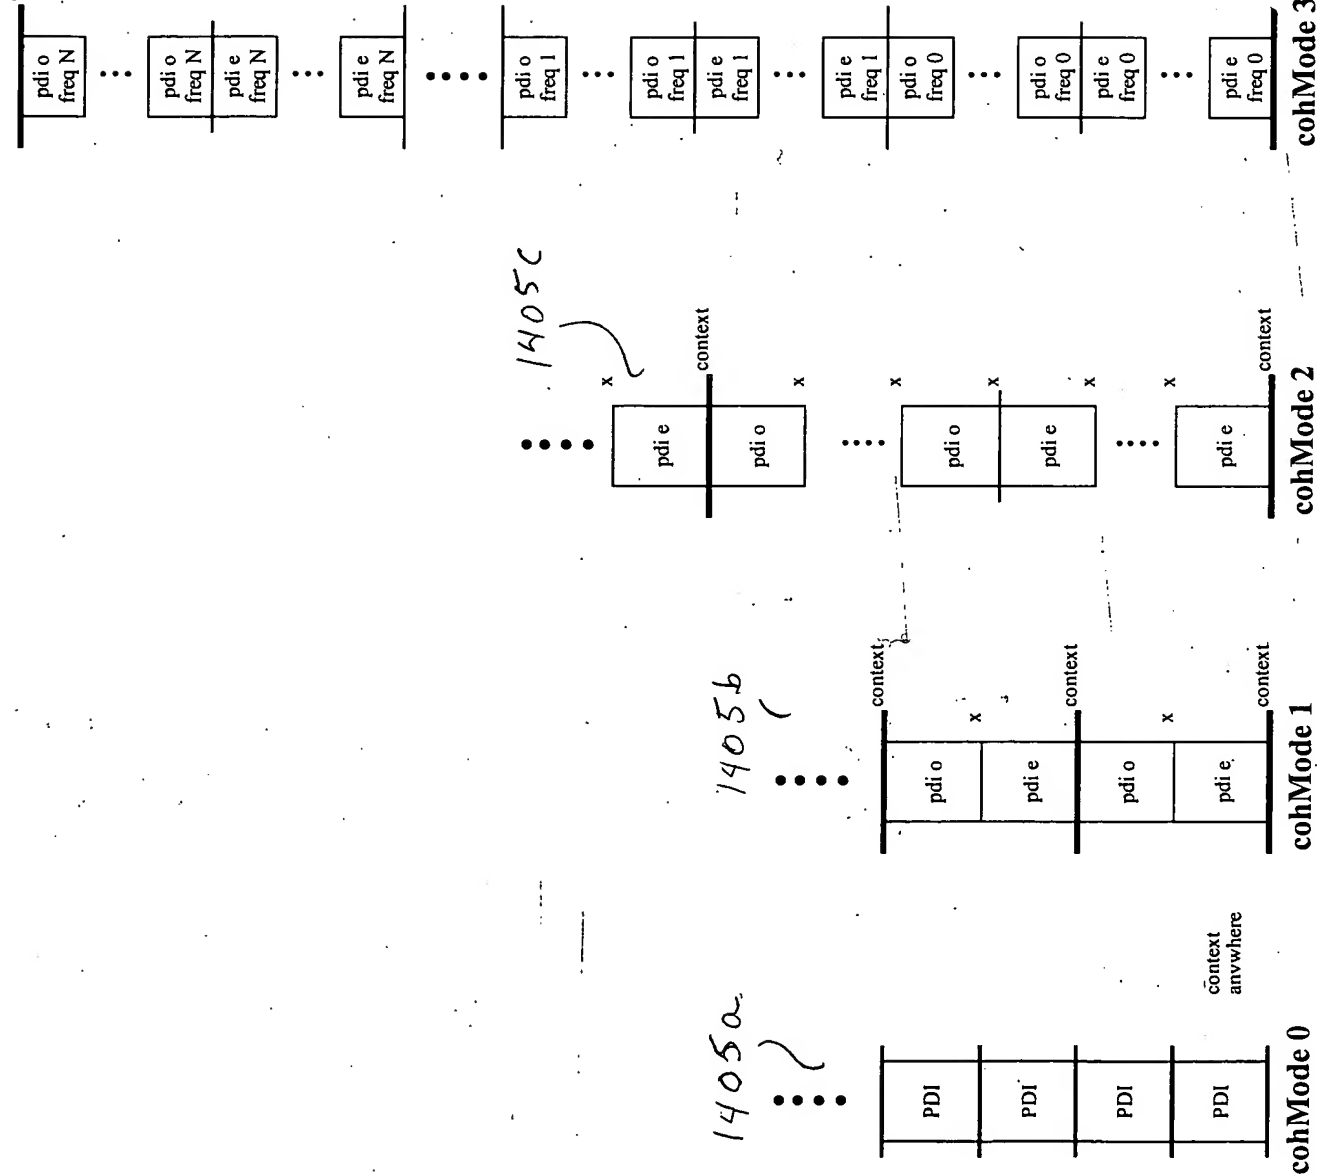 1405a
cohMode 0 PDI PDI PDI PDI
context
anywhere
1405b
cohMode 1 pdi e pdi o pdi e pdi o
context x context x context
1405c
cohMode 2 pdi e pdi e pdi o pdi o pdi e
context x x x x x context x
cohMode 3
pdi e pdi e pdi o pdi o pdi e pdi e pdi o pdi o pdi e pdi e pdi o pdi o
freq 0 freq 0 freq 0 freq 0 freq 1 freq 1 freq 1 freq 1 freq N freq N freq N freq N